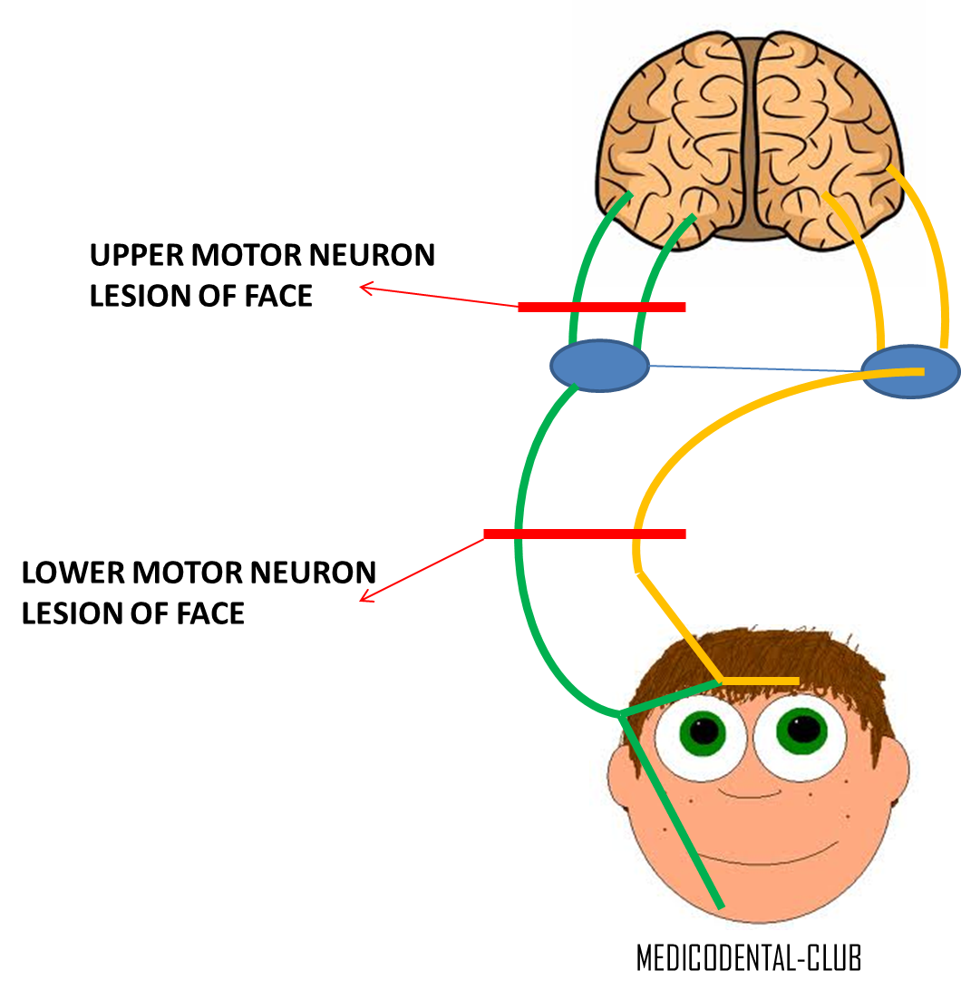 UPPER MOTOR NEURON
LESION OF FACE
LOWER MOTOR NEURON
LESION OF FACE
MEDICODENTAL-CLUB